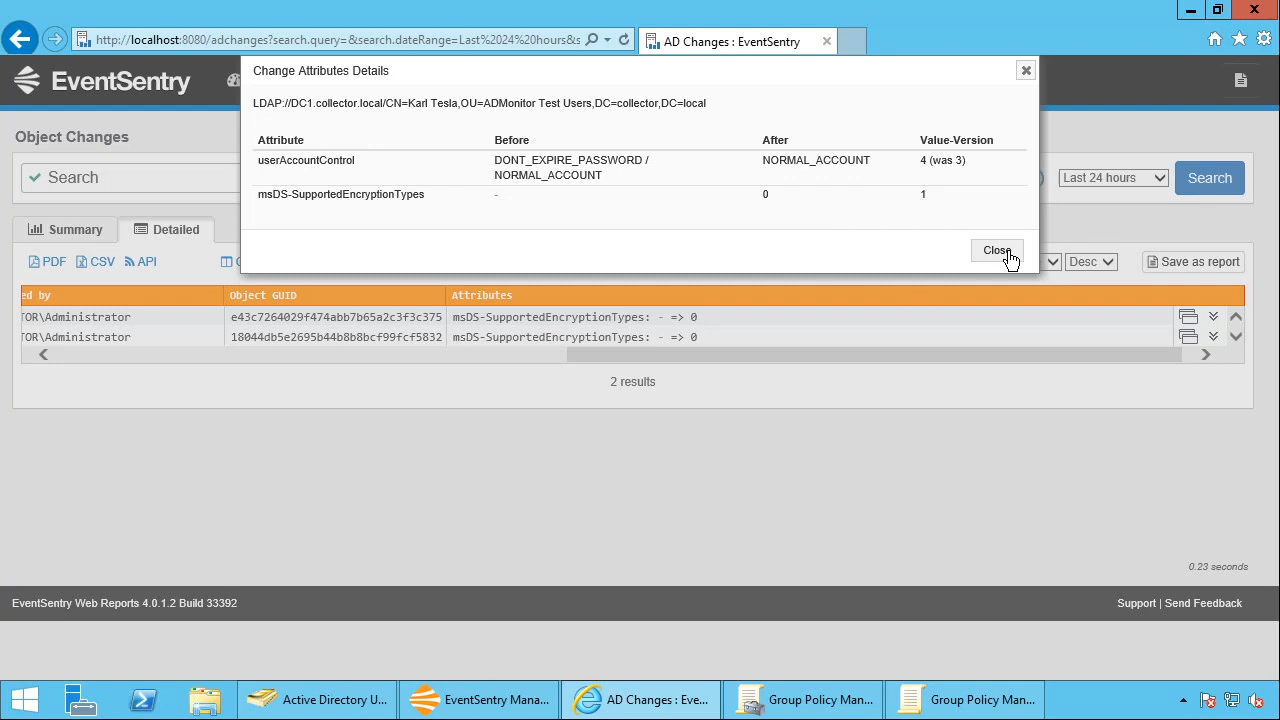 http://localhost:8080/adchanges?search.query=&search.dateRange=Last%2024%20hours&s
AD Changes : EventSentry
EventSentry
Change Attributes Details
LDAP://DC1.collector.local/CN=Karl Tesla,OU=ADMonitor Test Users,DC=collector,DC=local
Attribute Before After Value-Version
userAccountControl DONT_EXPIRE_PASSWORD / NORMAL_ACCOUNT 4 (was 3)
NORMAL_ACCOUNT
msDS-SupportedEncryptionTypes - 0 1
Close
Object Changes
Search
Last 24 hours
Search
Summary
Detailed
PDF CSV API
Desc
Save as report
ed by Object GUID Attributes
TOR\Administrator e43c7264029f474abb7b65a2c3f3c375 msDS-SupportedEncryptionTypes: - => 0
TOR\Administrator 18044db5e2695b44b8b8bcf99fcf5832 msDS-SupportedEncryptionTypes: - => 0
2 results
0.23 seconds
EventSentry Web Reports 4.0.1.2 Build 33392
Support | Send Feedback
Active Directory U...
EventSentry Mana...
AD Changes : Eve...
Group Policy Man...
Group Policy Man...